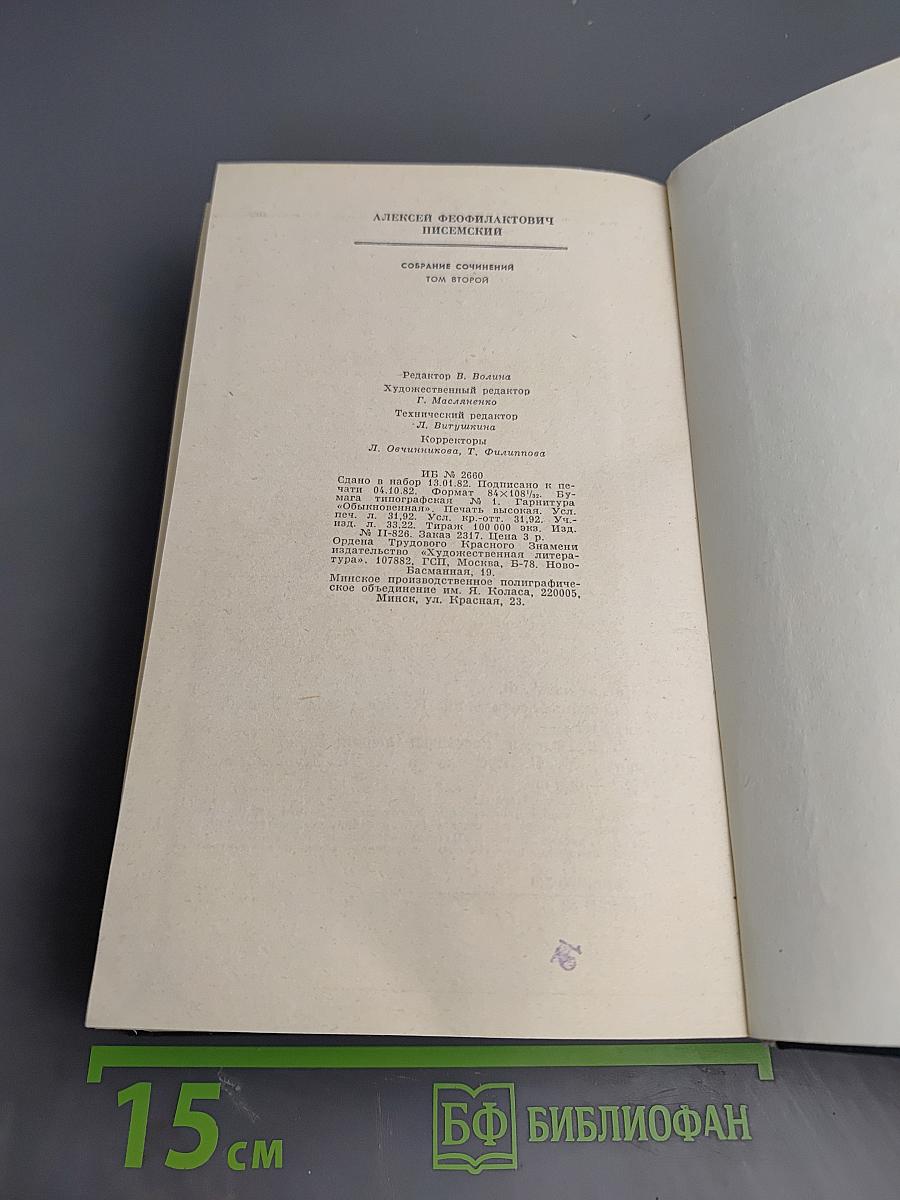 АЛЕКСЕЙ ФЕОФИЛАКТОВИЧ
ПИСЕМСКИЙ
СОБРАНИЕ СОЧИНЕНИЙ
ТОМ ВТОРОЙ
Редактор В. Волина
Художественный редактор
Г. Масляненко
Технический редактор
Л. Витушкина
Корректоры
Л. Овчинникова, Т. Филиппова
ИБ № 2660
Сдано в набор 13.01.82. Подписано к пе-
чати 04.10.82. Формат 84×108¹/₃₂. Бу-
мага типографская № 1. Гарнитура
«Обыкновенная». Печать высокая. Усл.
печ. л. 31,92. Усл. кр.-отт. 31,92. Уч.-
изд. л. 33,22. Тираж 100 000 экз. Изд.
№ II-826. Заказ 2317. Цена 3 р.
Ордена Трудового Красного Знамени
издательство «Художественная литера-
тура». 107882, ГСП, Москва, Б-78. Ново-
Басманная, 19.
Минское производственное полиграфиче-
ское объединение им. Я. Коласа, 220005,
Минск, ул. Красная, 23.
15 см
БФ БИБЛИОФАН